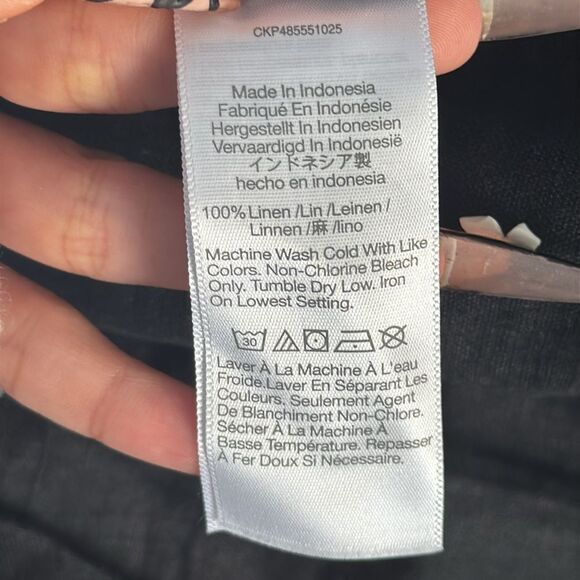 CKP485551025
Made In Indonesia
Fabriqué En Indonésie
Hergestellt In Indonesien
Vervaardigd In Indonesië
インドネシア製
hecho en indonesia
100% Linen /Lin /Leinen /
Linnen /麻 /lino
Machine Wash Cold With Like
Colors. Non-Chlorine Bleach
Only. Tumble Dry Low. Iron
On Lowest Setting.
30
Laver À La Machine À L'eau
Froide.Laver En Séparant Les
Couleurs. Seulement Agent
De Blanchiment Non-Chlore.
Sécher À La Machine À
Basse Température. Repasser
À Fer Doux Si Nécessaire.